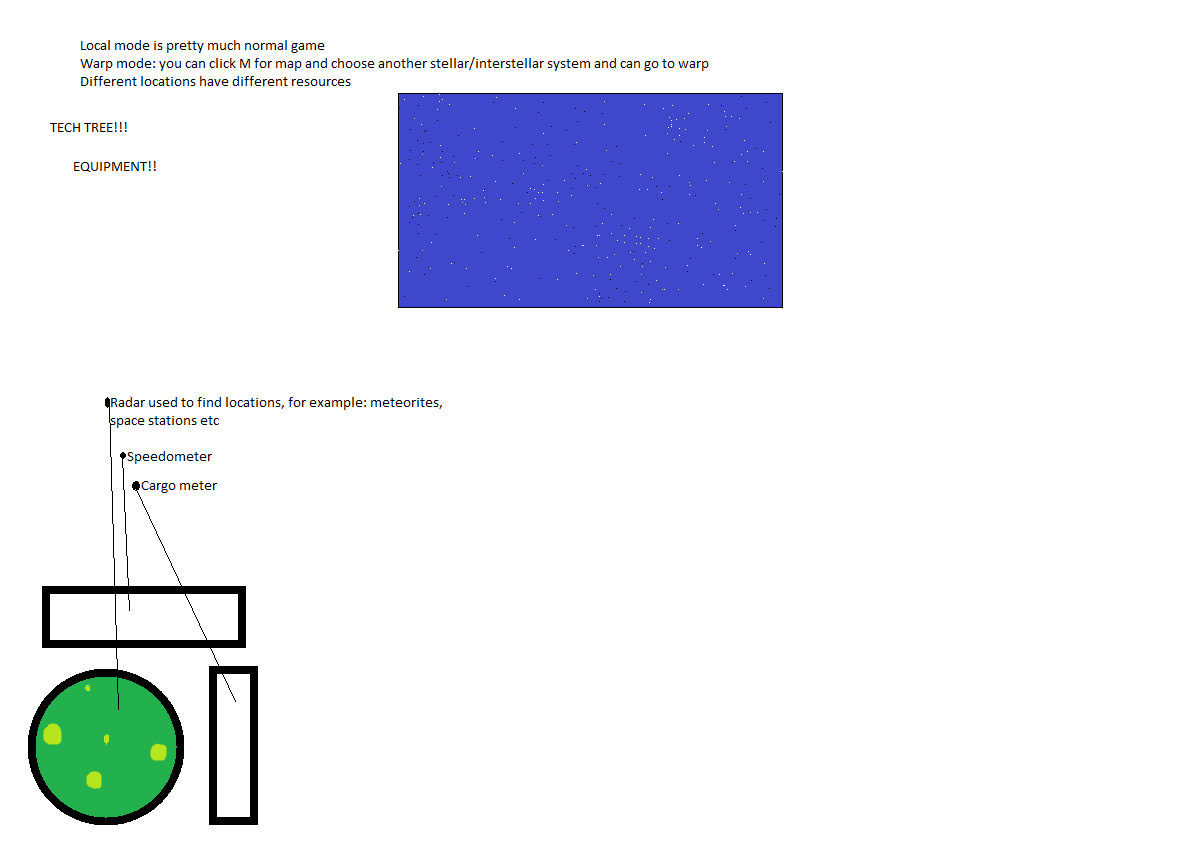 Local mode is pretty much normal game
Warp mode: you can click M for map and choose another stellar/interstellar system and can go to warp
Different locations have different resources
TECH TREE!!!
EQUIPMENT!!
Radar used to find locations, for example: meteorites,
space stations etc
Speedometer
Cargo meter